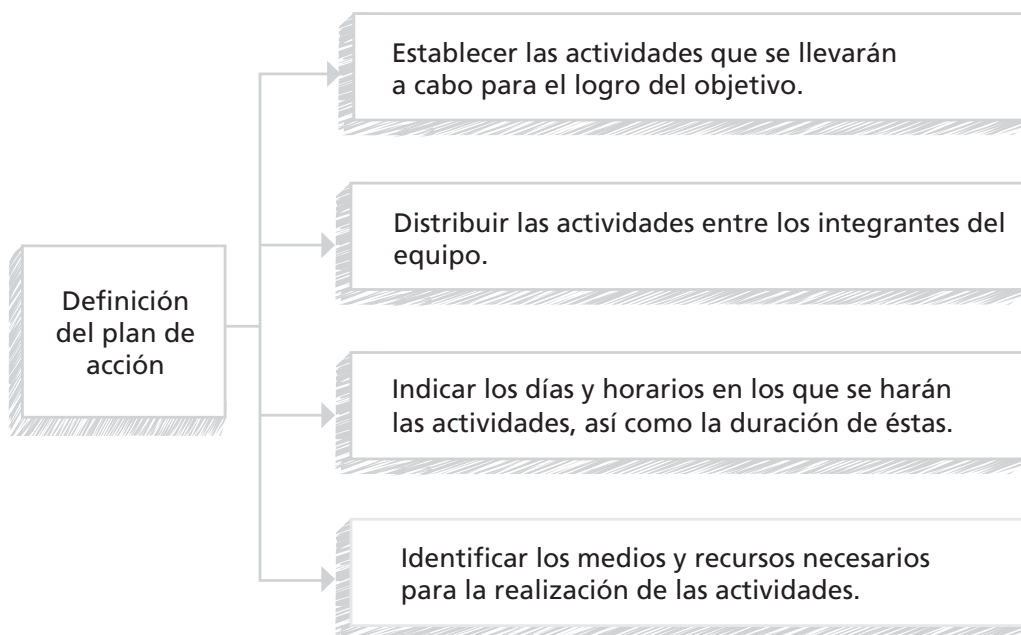 Establecer las actividades que se llevarán
a cabo para el logro del objetivo.
Distribuir las actividades entre los integrantes del
equipo.
Definición
del plan de
acción
Indicar los días y horarios en los que se harán
las actividades, así como la duración de éstas.
Identificar los medios y recursos necesarios
para la realización de las actividades.